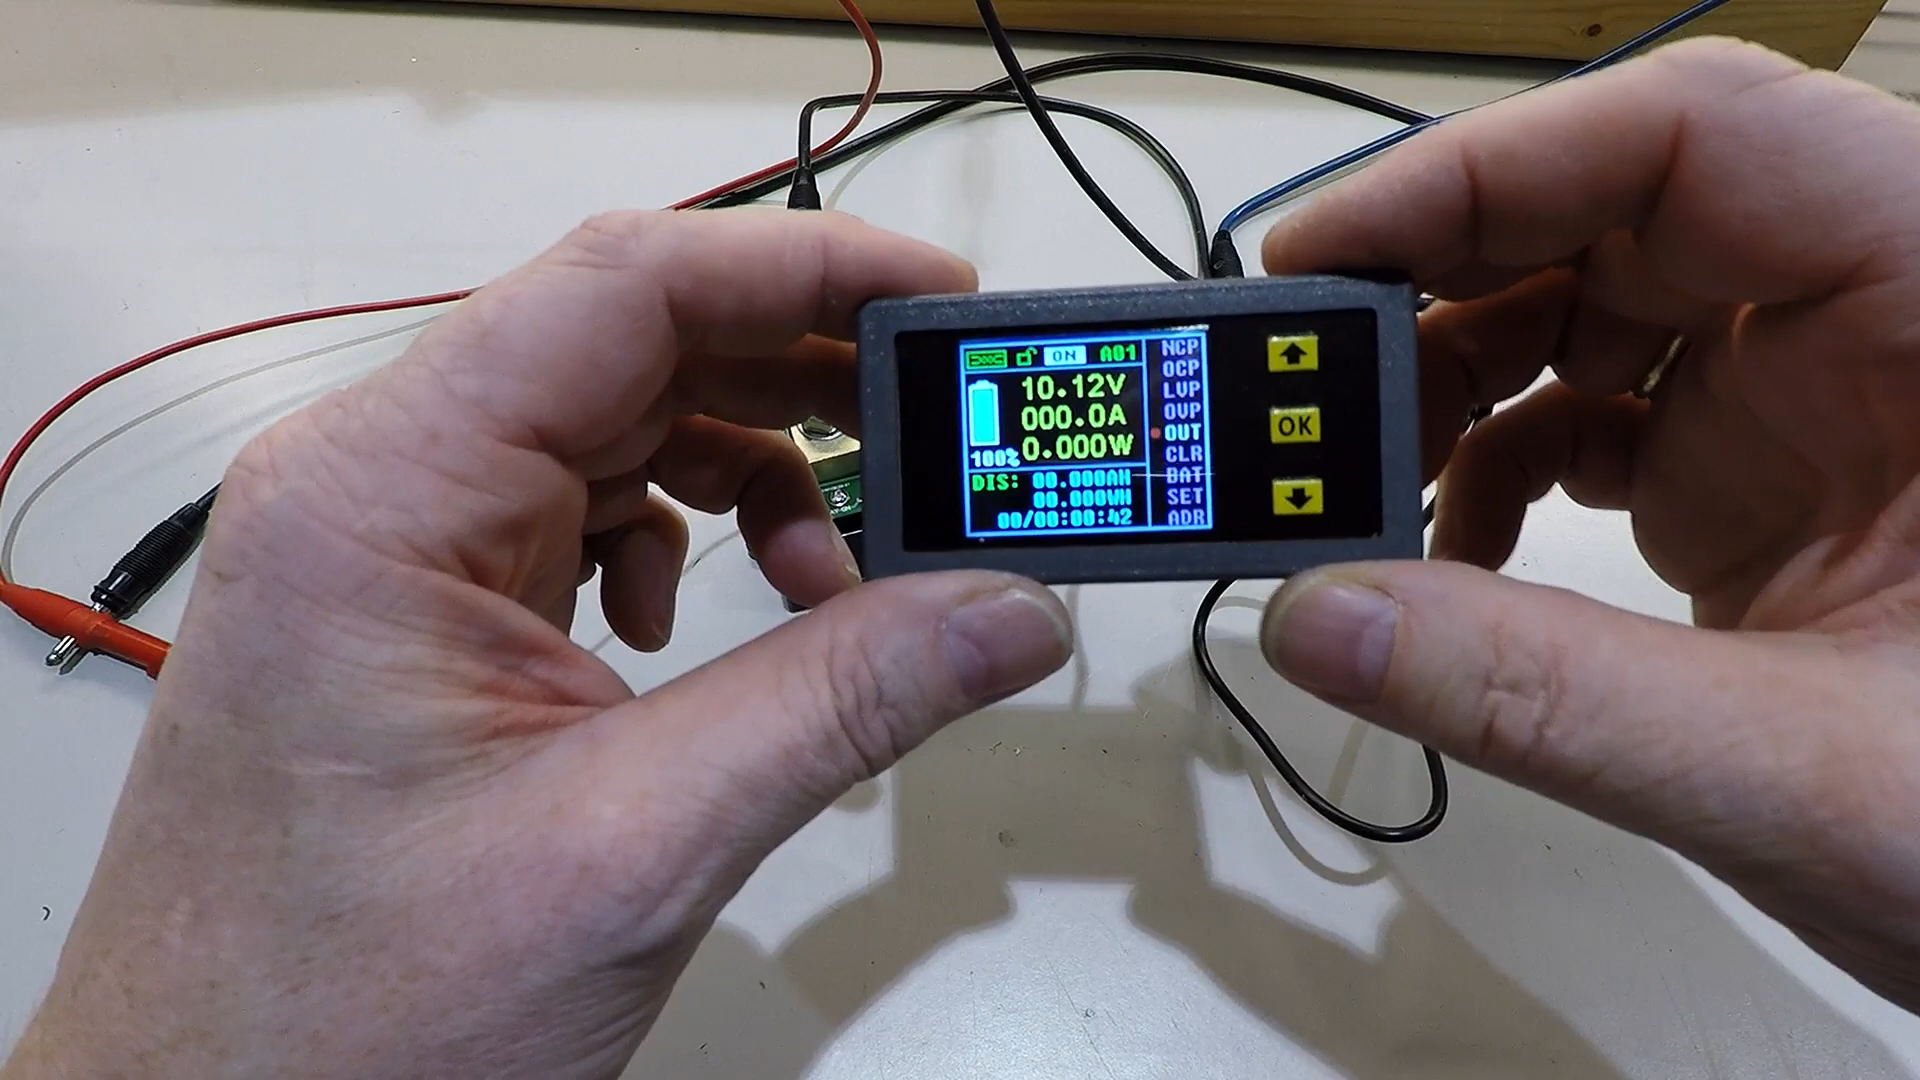 ON A01
10.12V
000.0A
0.000W
100%
DIS: 00.000AH
00.000WH
00/00:00:42
NCP
OCP
LVP
OVP
OUT
CLR
BAT
SET
ADR
OK